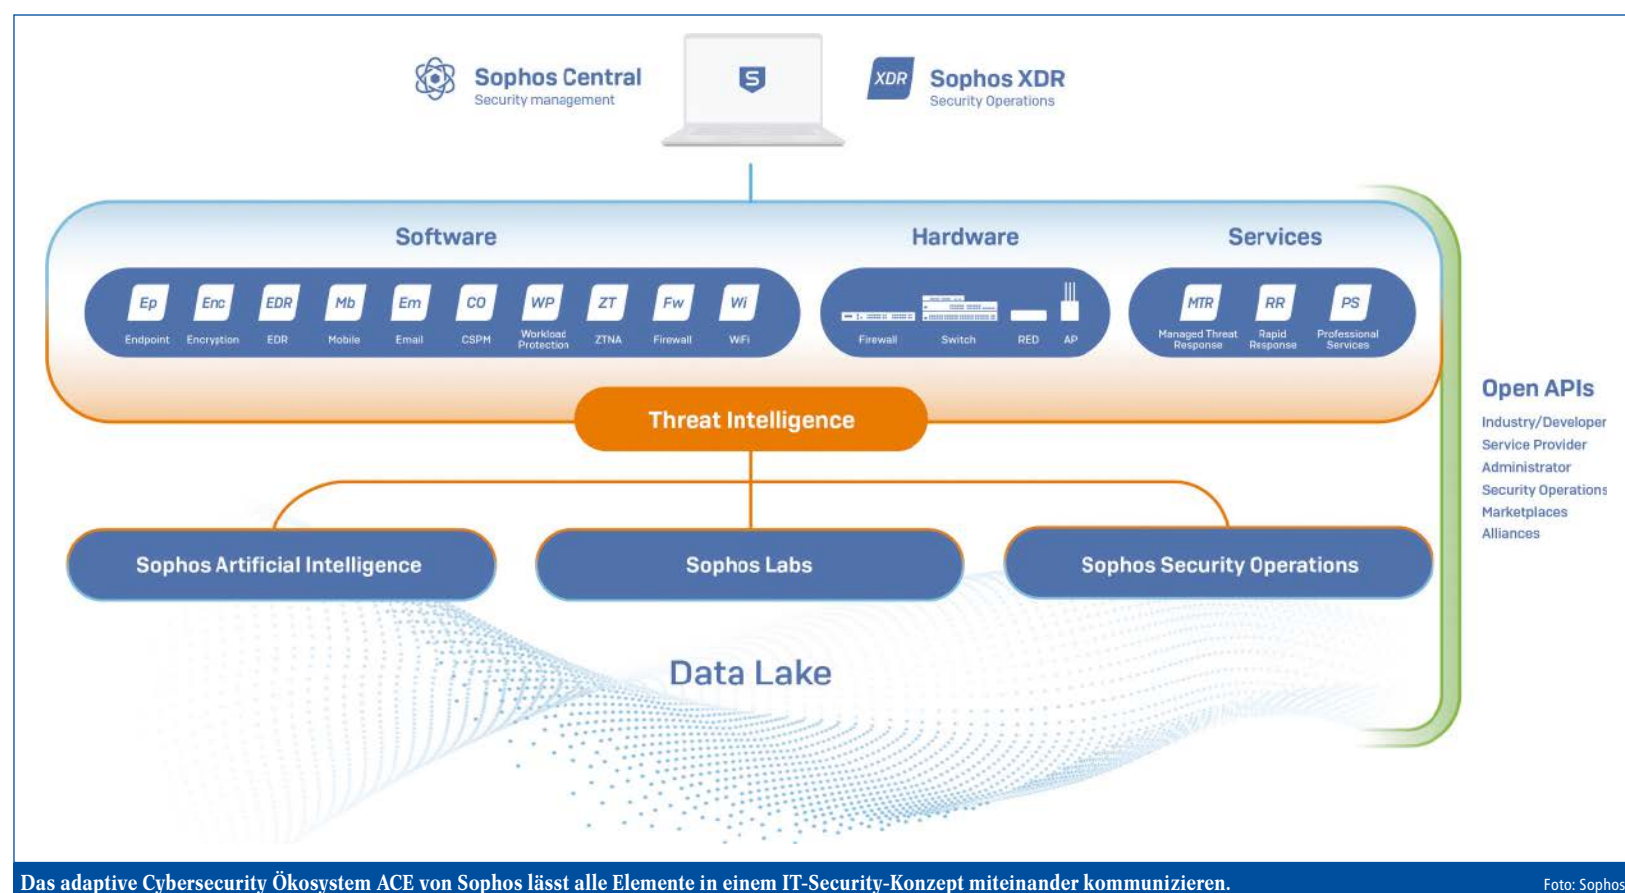 Sophos Central
Security management
S
XDR
Sophos XDR
Security Operations
Software
Hardware
Services
Ep
Enc
EDR
Mb
Em
CO
WP
ZT
Fw
Wi
MTR
RR
PS
Endpoint
Encryption
EDR
Mobile
Email
CSPM
Workload
Protection
ZTNA
Firewall
WiFi
Firewall
Switch
RED
AP
Managed Threat
Response
Rapid
Response
Professional
Services
Threat Intelligence
Open APIs
Industry/Developer
Service Provider
Administrator
Security Operations
Marketplaces
Alliances
Sophos Artificial Intelligence
Sophos Labs
Sophos Security Operations
Data Lake
Das adaptive Cybersecurity Ökosystem ACE von Sophos lässt alle Elemente in einem IT-Security-Konzept miteinander kommunizieren.
Foto: Sophos